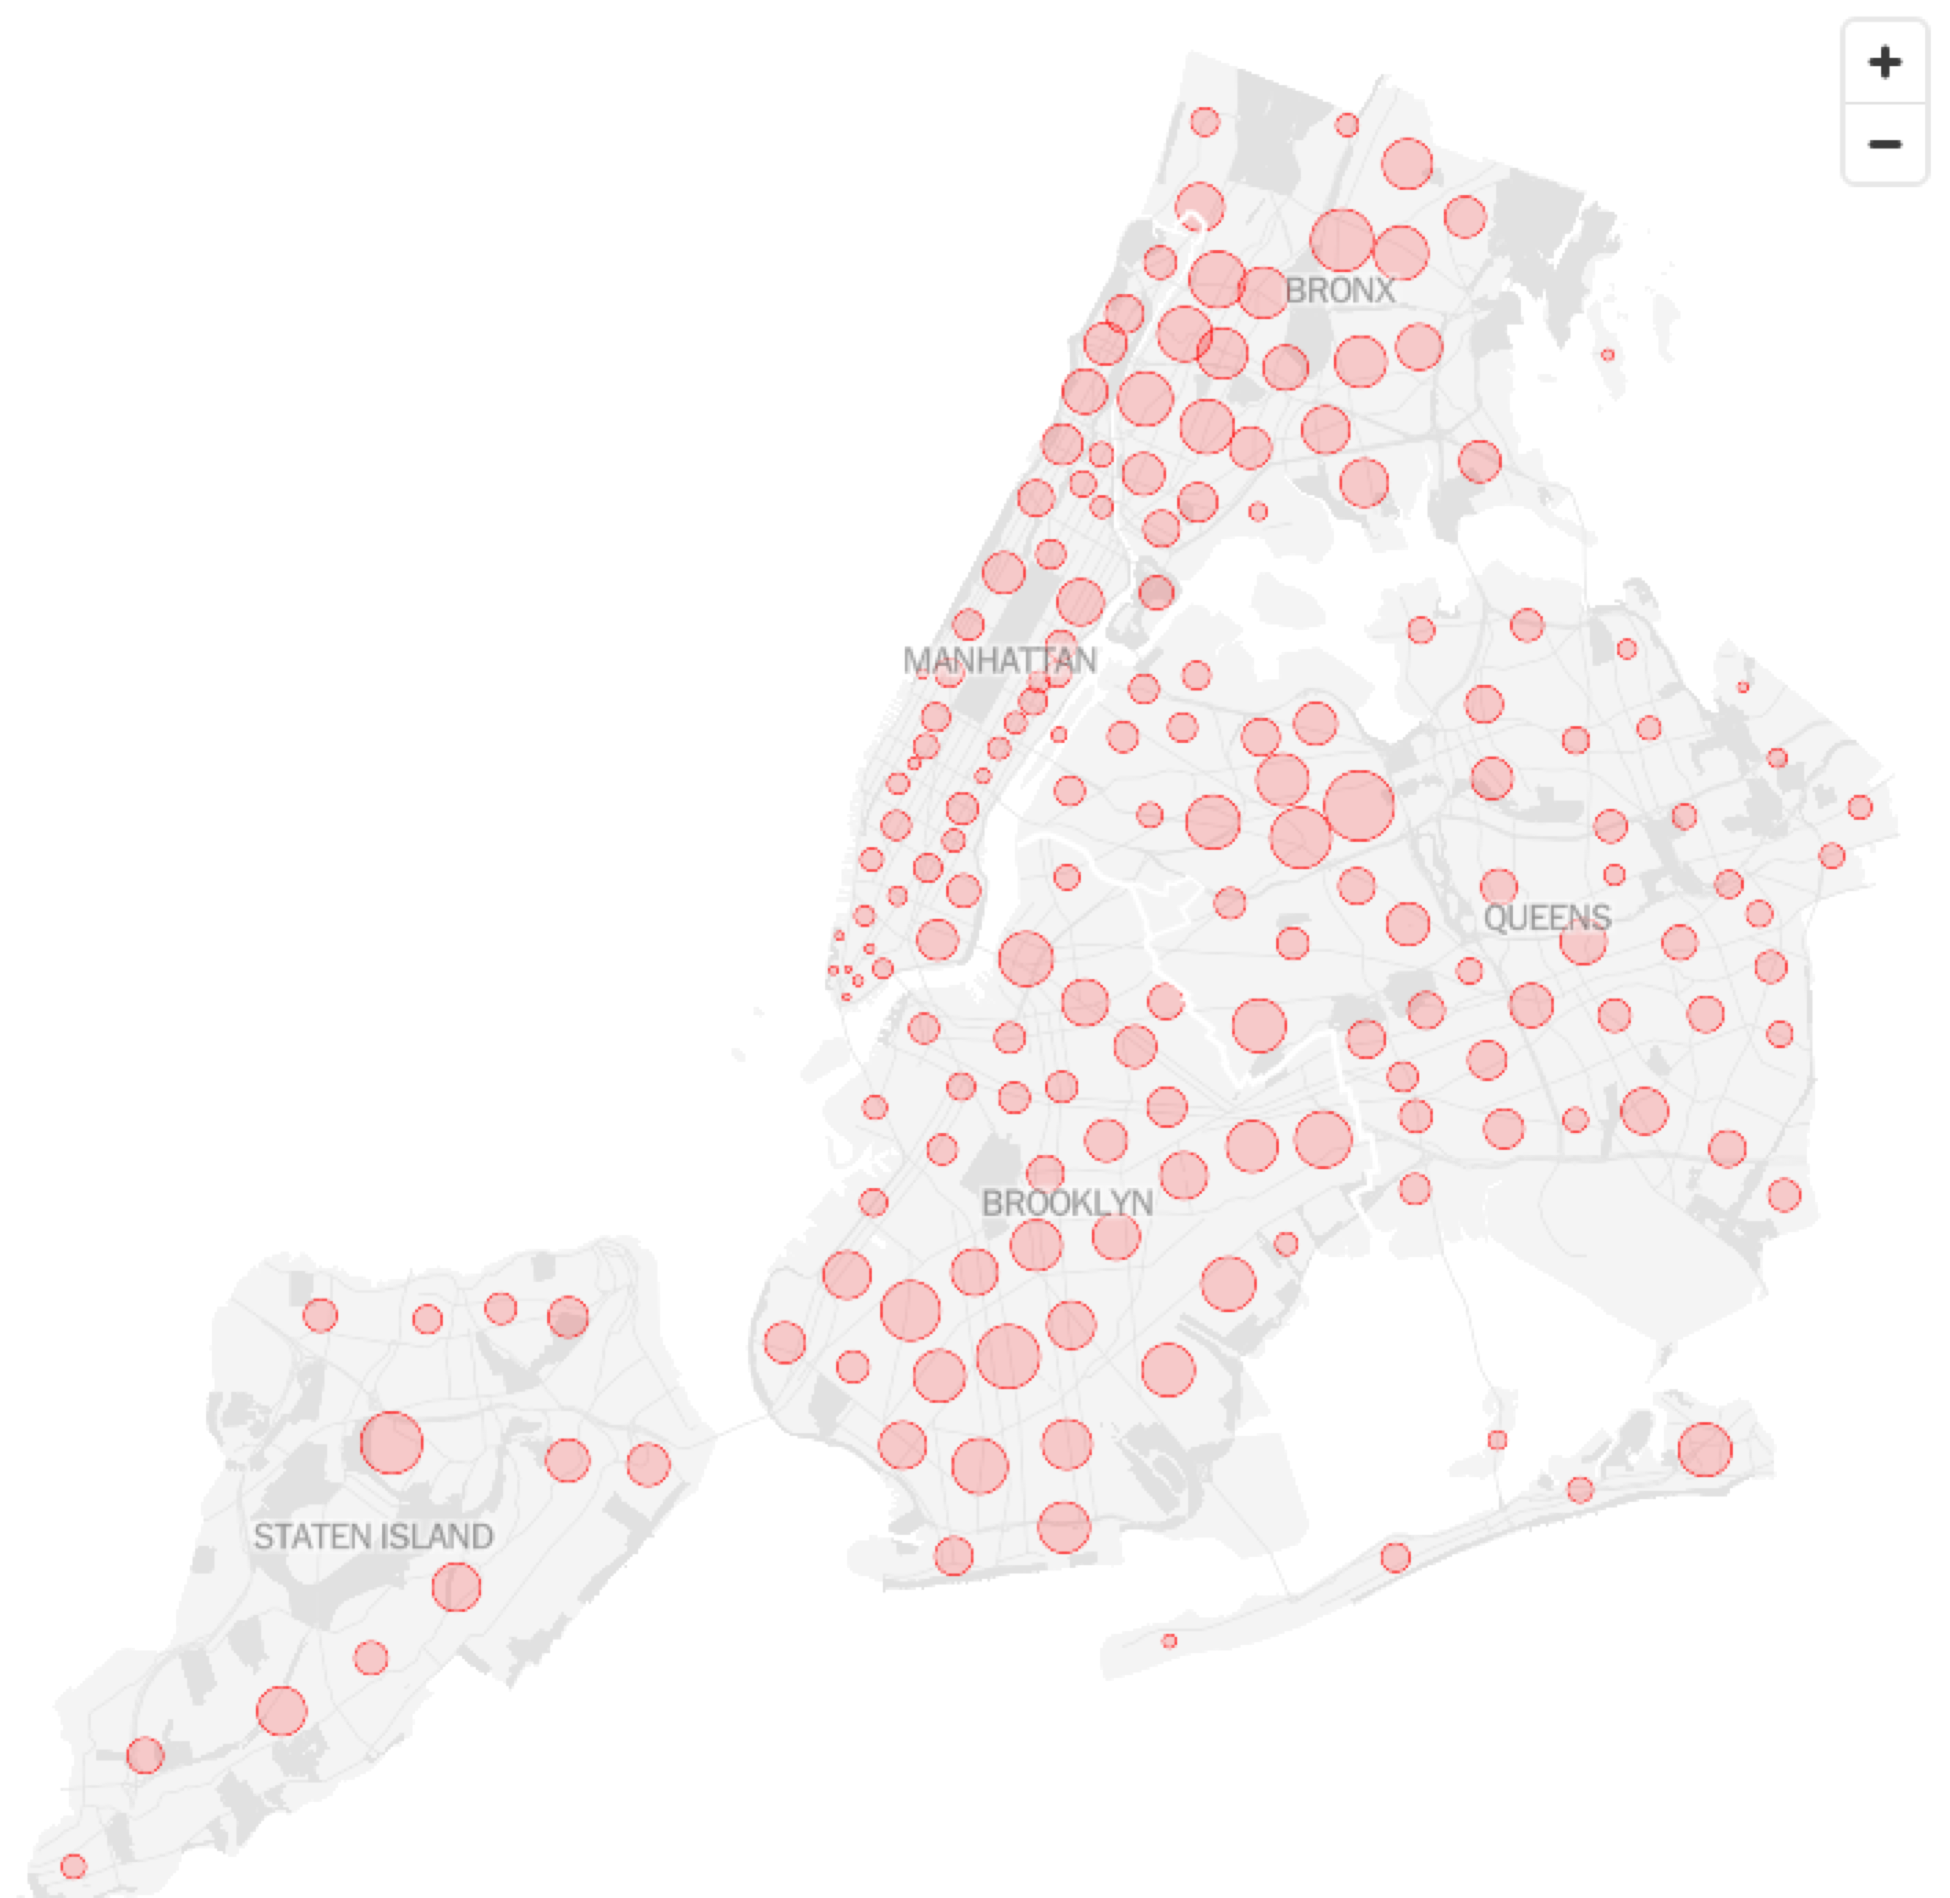 +
−
BRONX
MANHATTAN
QUEENS
BROOKLYN
STATEN ISLAND